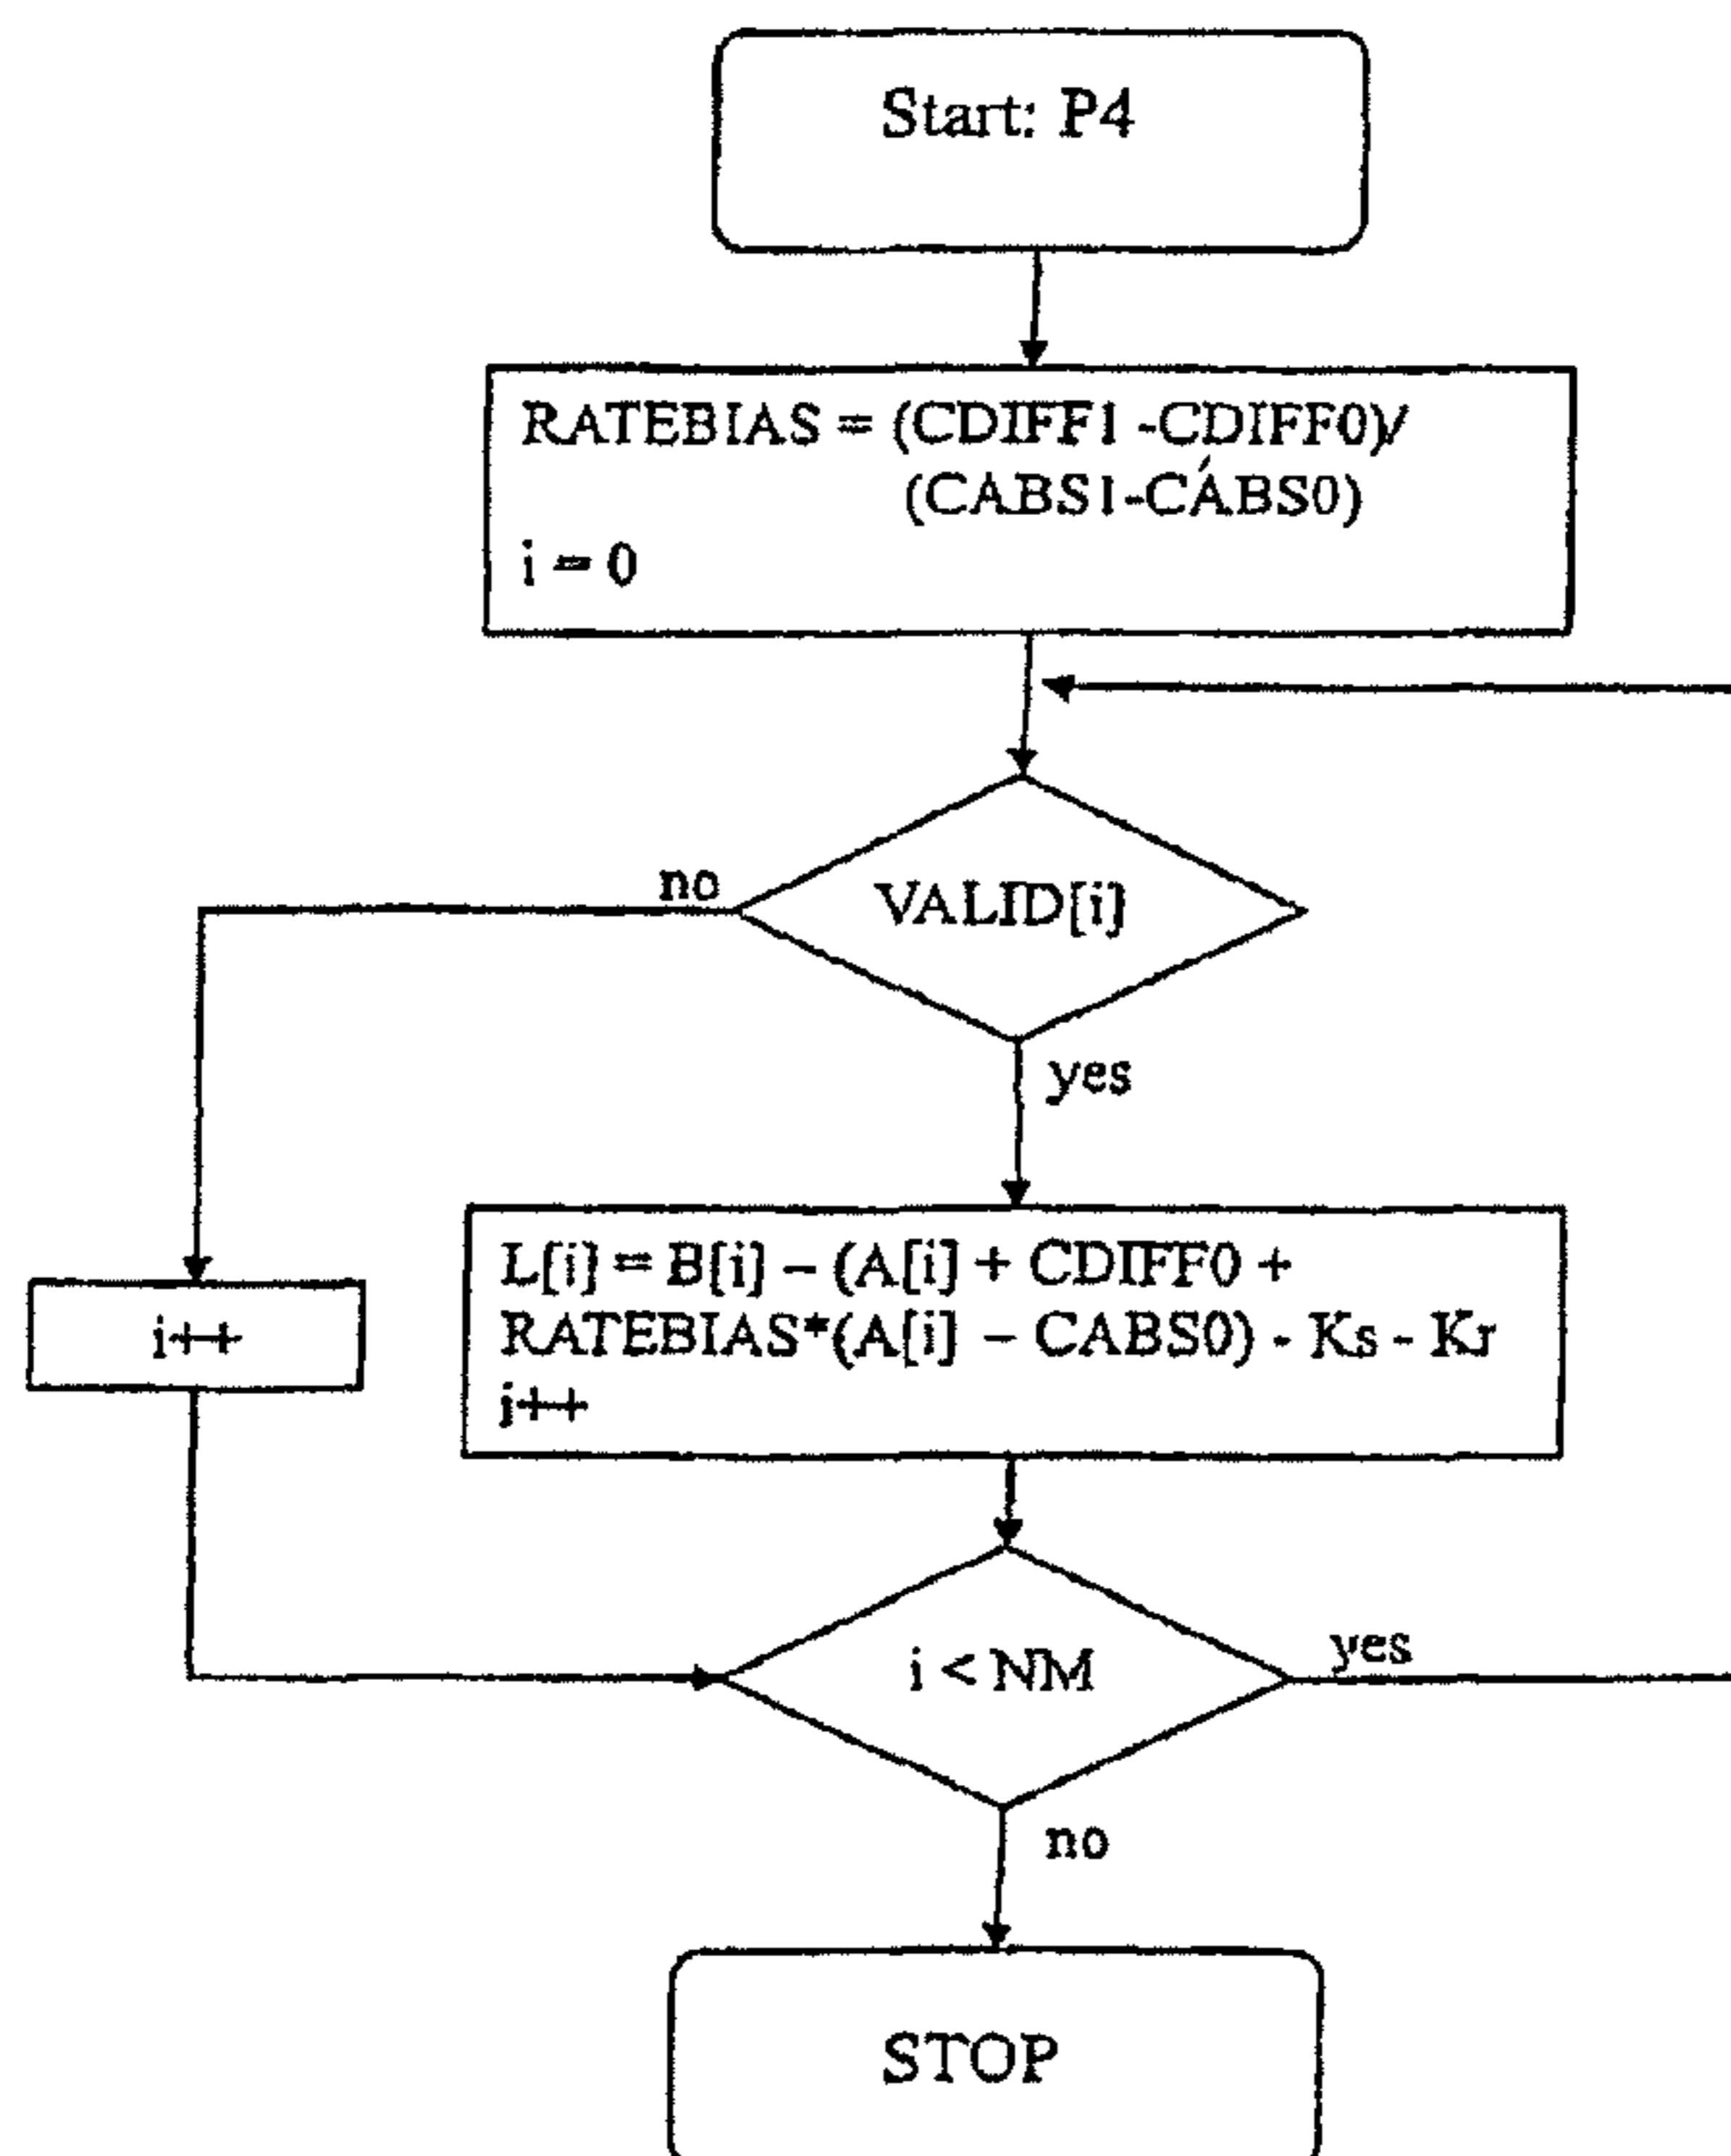 Start: P4
RATEBIAS = (CDIFF1 -CDIFF0)/
(CABS1-CABS0)
i = 0
VALID[i]
no
yes
L[i] = B[i] – (A[i] + CDIFF0 +
RATEBIAS*(A[i] – CABS0) - Ks - Kr
j++
i++
i < NM
yes
no
STOP